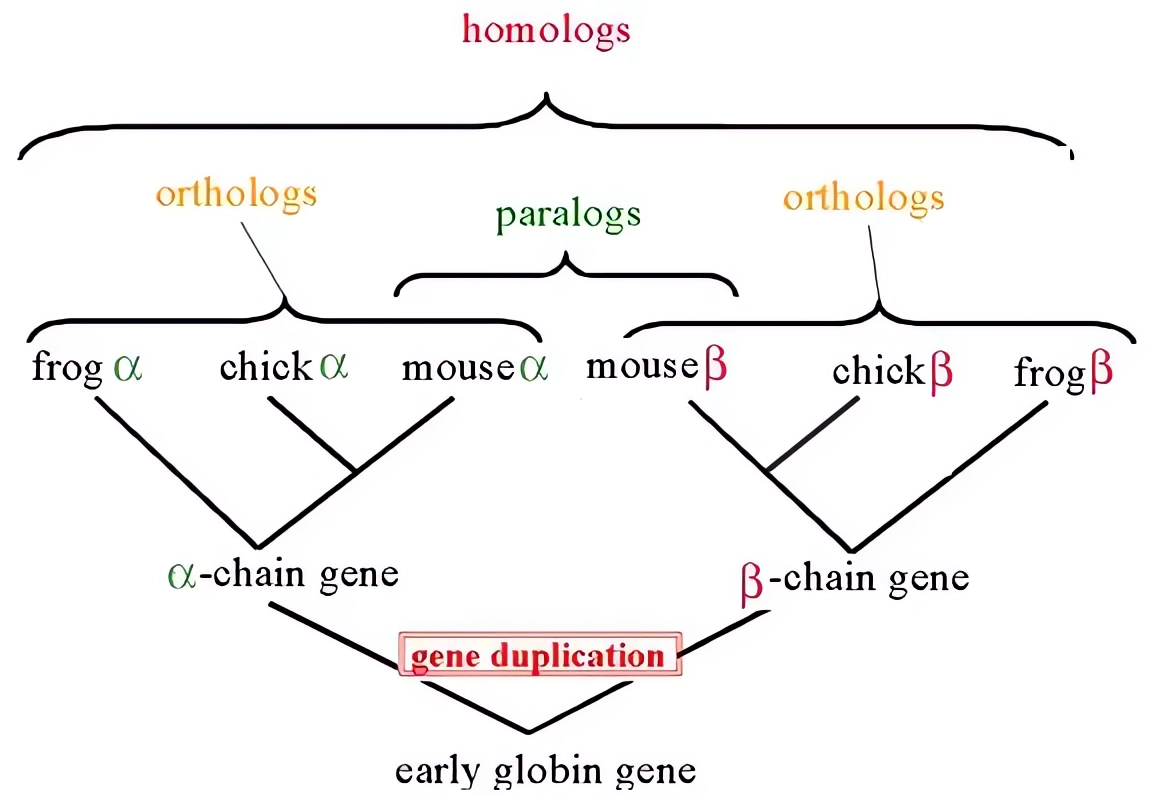 homologs
orthologs
paralogs
orthologs
frog α
chick α
mouse α
mouse β
chick β
frog β
α-chain gene
β-chain gene
gene duplication
early globin gene